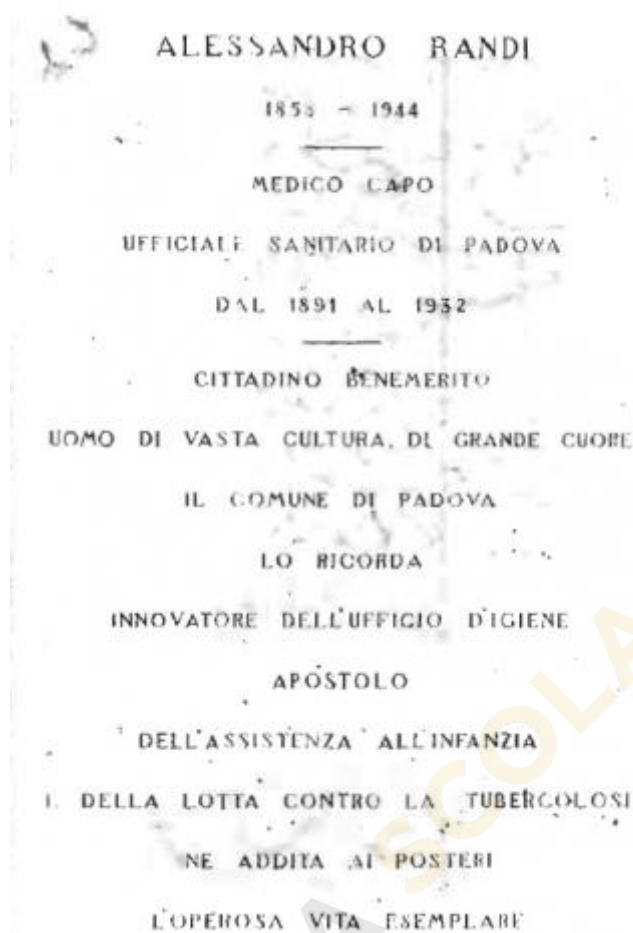 ALESSANDRO RANDI
– 1944
MEDICO CAPO
UFFICIALE SANITARIO DI PADOVA
DAL 1891 AL 1932
CITTADINO BENEMERITO
UOMO DI VASTA CULTURA, DI GRANDE CUORE
IL COMUNE DI PADOVA
LO RICORDA
INNOVATORE DELL'UFFICIO D'IGIENE
APOSTOLO
DELL'ASSISTENZA ALL'INFANZIA
DELLA LOTTA CONTRO LA TUBERCOLOSI
NE ADDITA AI POSTERI
L'OPEROSA VITA ESEMPLARE
SCOLA